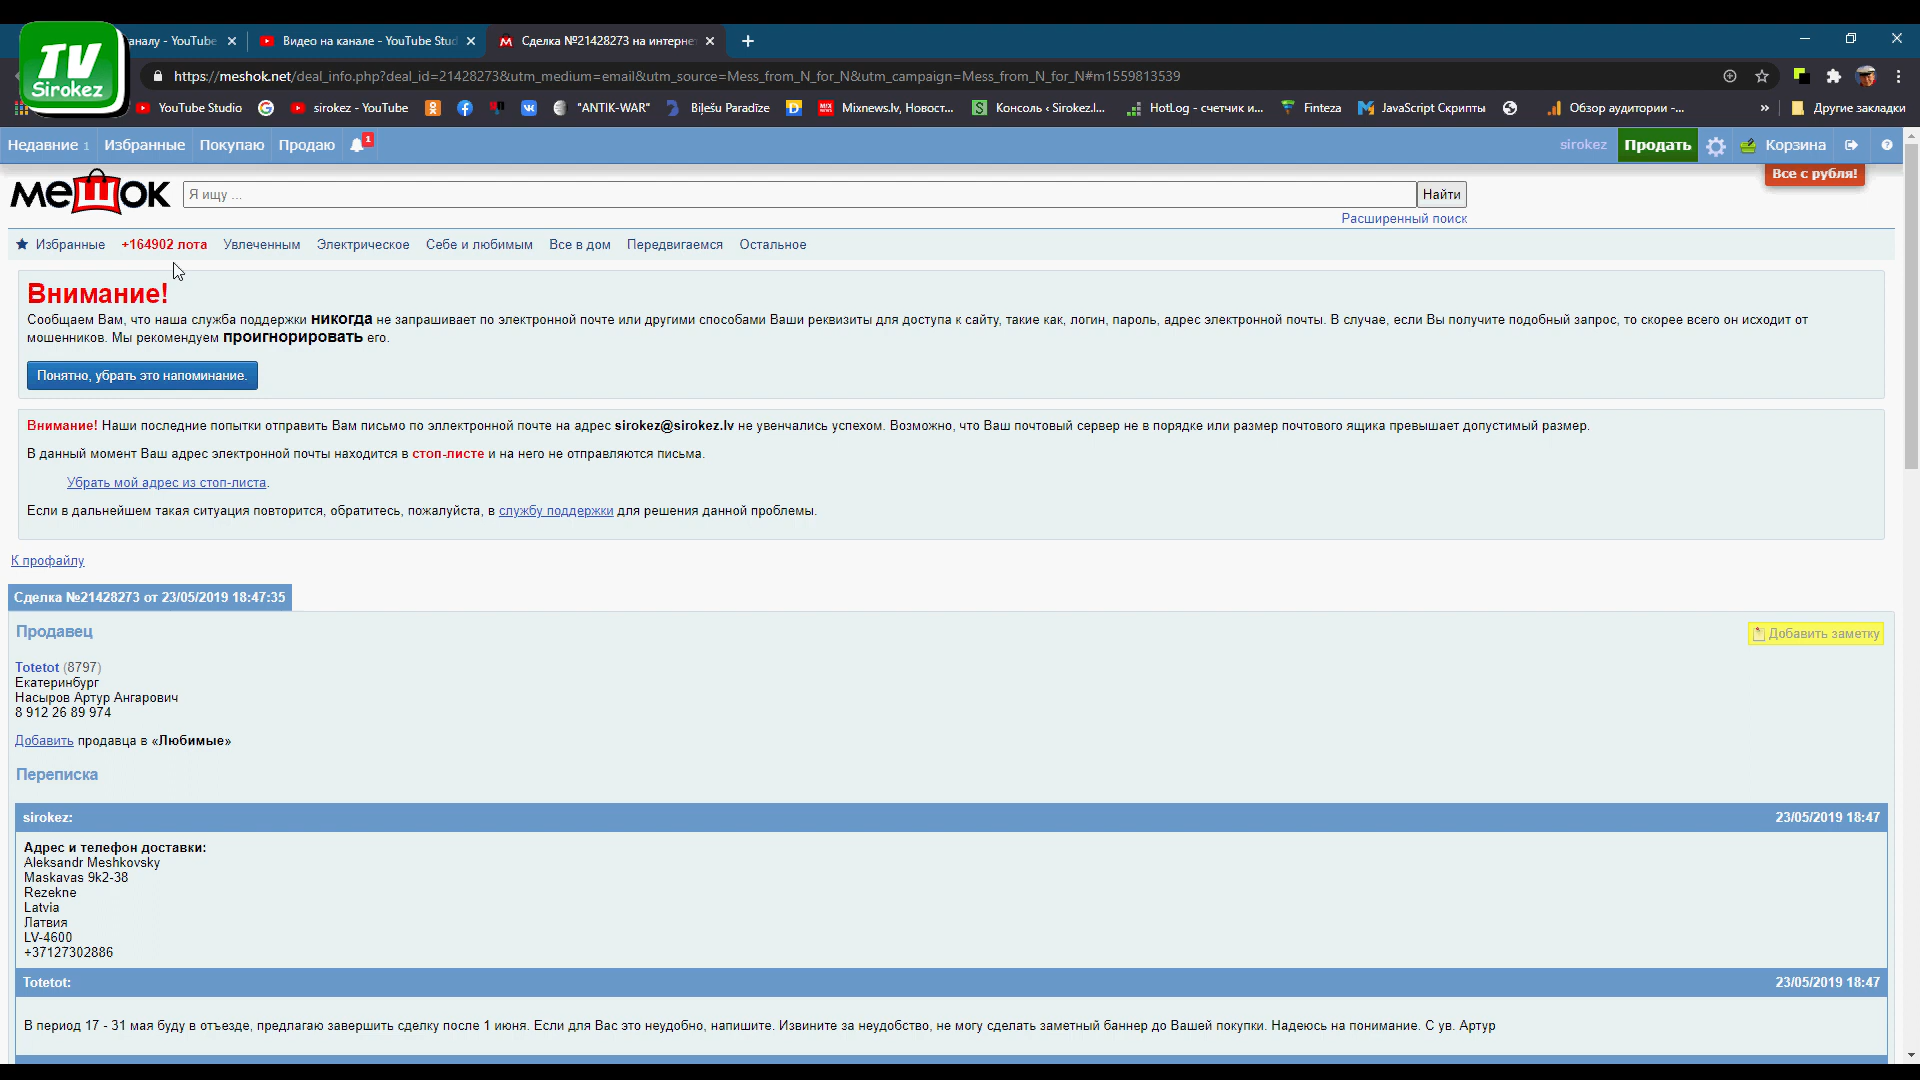 TV
Sirokez
каналу - YouTube
Видео на канале - YouTube Stud
Сделка №21428273 на интерне
https://meshok.net/deal_info.php?deal_id=21428273&utm_medium=email&utm_source=Mess_from_N_for_N&utm_campaign=Mess_from_N_for_N#m1559813539
YouTube Studio
sirokez - YouTube
"ANTIK-WAR"
Biļešu Paradīze
Mixnews.lv, Новост...
Консоль ‹ Sirokez.l...
HotLog - счетчик и...
Finteza
JavaScript Скрипты
Обзор аудитории -...
»
Другие закладки
Недавние 1
Избранные
Покупаю
Продаю
1
sirokez
Продать
Корзина
Все с рубля!
мешок
Я ищу ...
Найти
Расширенный поиск
Избранные
+164902 лота
Увлеченным
Электрическое
Себе и любимым
Все в дом
Передвигаемся
Остальное
Внимание!
Сообщаем Вам, что наша служба поддержки никогда не запрашивает по электронной почте или другими способами Ваши реквизиты для доступа к сайту, такие как, логин, пароль, адрес электронной почты. В случае, если Вы получите подобный запрос, то скорее всего он исходит от
мошенников. Мы рекомендуем проигнорировать его.
Понятно, убрать это напоминание.
Внимание! Наши последние попытки отправить Вам письмо по эллектронной почте на адрес sirokez@sirokez.lv не увенчались успехом. Возможно, что Ваш почтовый сервер не в порядке или размер почтового ящика превышает допустимый размер.
В данный момент Ваш адрес электронной почты находится в стоп-листе и на него не отправляются письма.
Убрать мой адрес из стоп-листа.
Если в дальнейшем такая ситуация повторится, обратитесь, пожалуйста, в службу поддержки для решения данной проблемы.
К профайлу
Сделка №21428273 от 23/05/2019 18:47:35
Продавец
Добавить заметку
Totetot (8797)
Екатеринбург
Насыров Артур Ангарович
8 912 26 89 974
Добавить продавца в «Любимые»
Переписка
sirokez:
23/05/2019 18:47
Адрес и телефон доставки:
Aleksandr Meshkovsky
Maskavas 9k2-38
Rezekne
Latvia
Латвия
LV-4600
+37127302886
Totetot:
23/05/2019 18:47
В период 17 - 31 мая буду в отъезде, предлагаю завершить сделку после 1 июня. Если для Вас это неудобно, напишите. Извините за неудобство, не могу сделать заметный баннер до Вашей покупки. Надеюсь на понимание. С ув. Артур